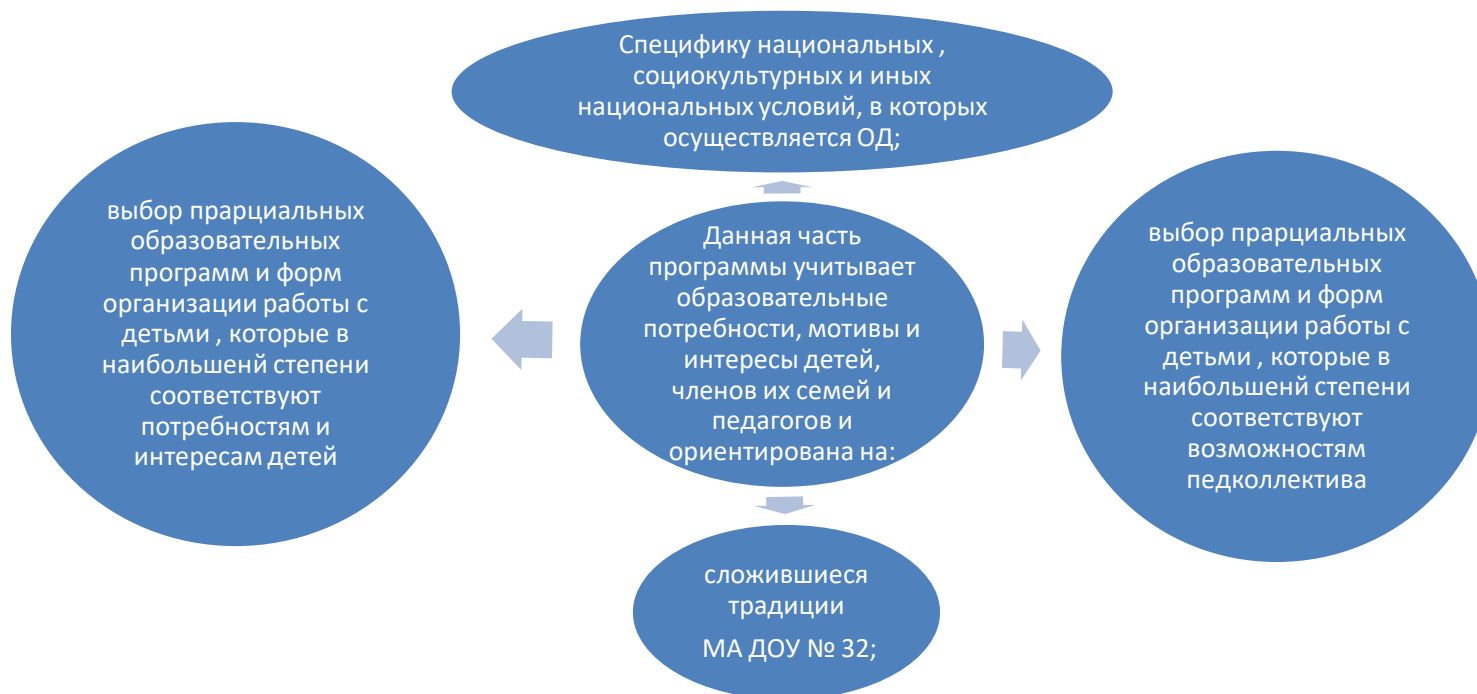 Специфику национальных ,
социокультурных и иных
национальных условий, в которых
осуществляется ОД;
выбор прарциальных
образовательных
программ и форм
организации работы с
детьми , которые в
наибольшенй степени
соответствуют
потребностям и
интересам детей
Данная часть
программы учитывает
образовательные
потребности, мотивы и
интересы детей,
членов их семей и
педагогов и
ориентирована на:
выбор прарциальных
образовательных
программ и форм
организации работы с
детьми , которые в
наибольшенй степени
соответствуют
возможностям
педколлектива
сложившиеся
традиции
МА ДОУ № 32;